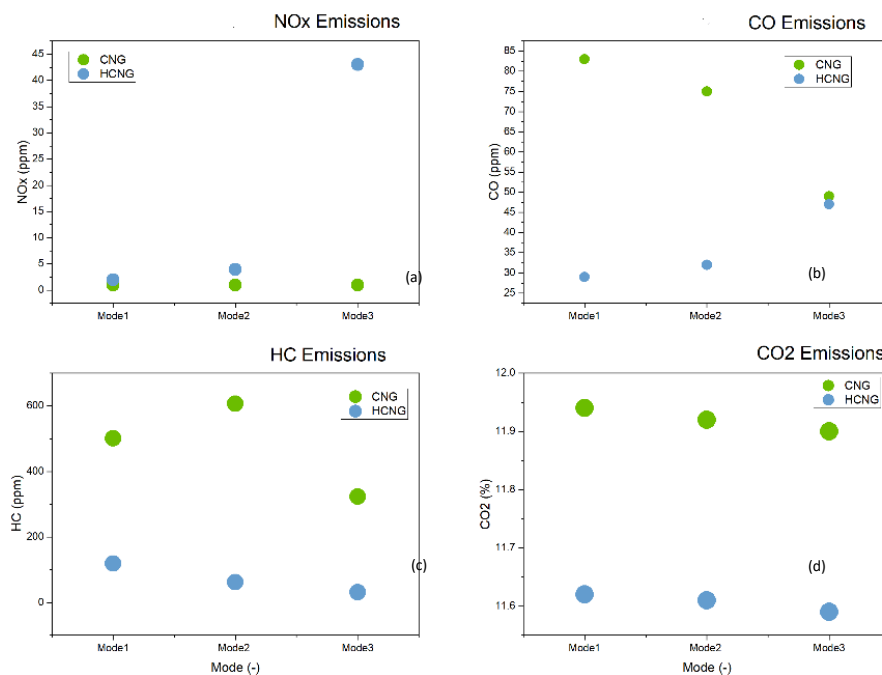 NOx Emissions
CNG
HCNG
45
40
35
30
25
20
15
10
5
0
NOx (ppm)
(a)
Mode1 Mode2 Mode3
CO Emissions
CNG
HCNG
85
80
75
70
65
60
55
50
45
40
35
30
25
CO (ppm)
(b)
Mode1 Mode2 Mode3
HC Emissions
CNG
HCNG
600
400
200
0
HC (ppm)
(c)
Mode1 Mode2 Mode3
Mode (-)
CO2 Emissions
CNG
HCNG
12.0
11.9
11.8
11.7
11.6
CO2 (%)
(d)
Mode1 Mode2 Mode3
Mode (-)